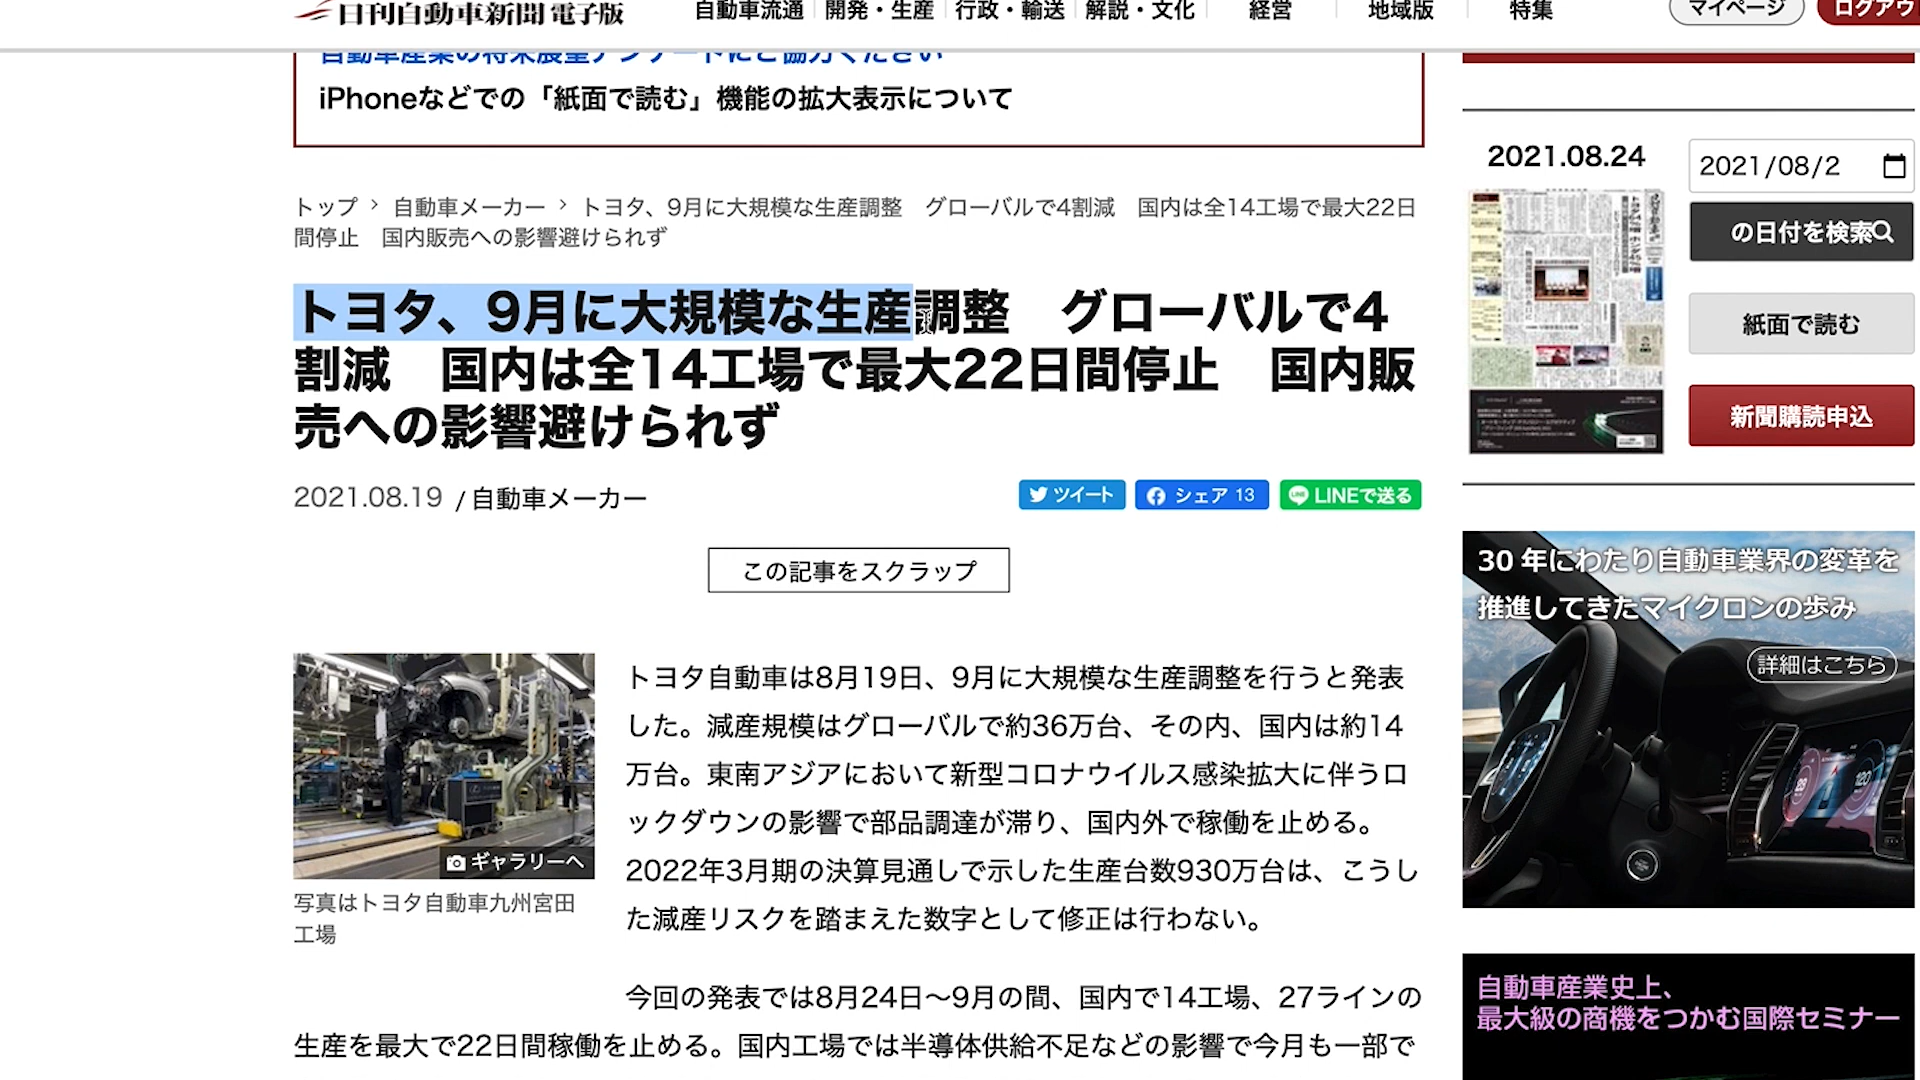 日刊自動車新聞 電子版
自動車流通 開発・生産 行政・輸送 解説・文化 経営 地域版 特集
マイページ
ログアウ
自動車産業の将来展望アンケートにご協力ください
iPhoneなどでの「紙面で読む」機能の拡大表示について
トップ > 自動車メーカー > トヨタ、9月に大規模な生産調整　グローバルで4割減　国内は全14工場で最大22日
間停止　国内販売への影響避けられず
トヨタ、9月に大規模な生産調整　グローバルで4
割減　国内は全14工場で最大22日間停止　国内販
売への影響避けられず
2021.08.19 / 自動車メーカー
ツイート
シェア 13
LINEで送る
この記事をスクラップ
ギャラリーへ
写真はトヨタ自動車九州宮田
工場
トヨタ自動車は8月19日、9月に大規模な生産調整を行うと発表
した。減産規模はグローバルで約36万台、その内、国内は約14
万台。東南アジアにおいて新型コロナウイルス感染拡大に伴うロ
ックダウンの影響で部品調達が滞り、国内外で稼働を止める。
2022年3月期の決算見通しで示した生産台数930万台は、こうし
た減産リスクを踏まえた数字として修正は行わない。
今回の発表では8月24日〜9月の間、国内で14工場、27ラインの
生産を最大で22日間稼働を止める。国内工場では半導体供給不足などの影響で今月も一部で
2021.08.24
2021/08/2
の日付を検索
紙面で読む
新聞購読申込
30 年にわたり自動車業界の変革を
推進してきたマイクロンの歩み
詳細はこちら
自動車産業史上、
最大級の商機をつかむ国際セミナー